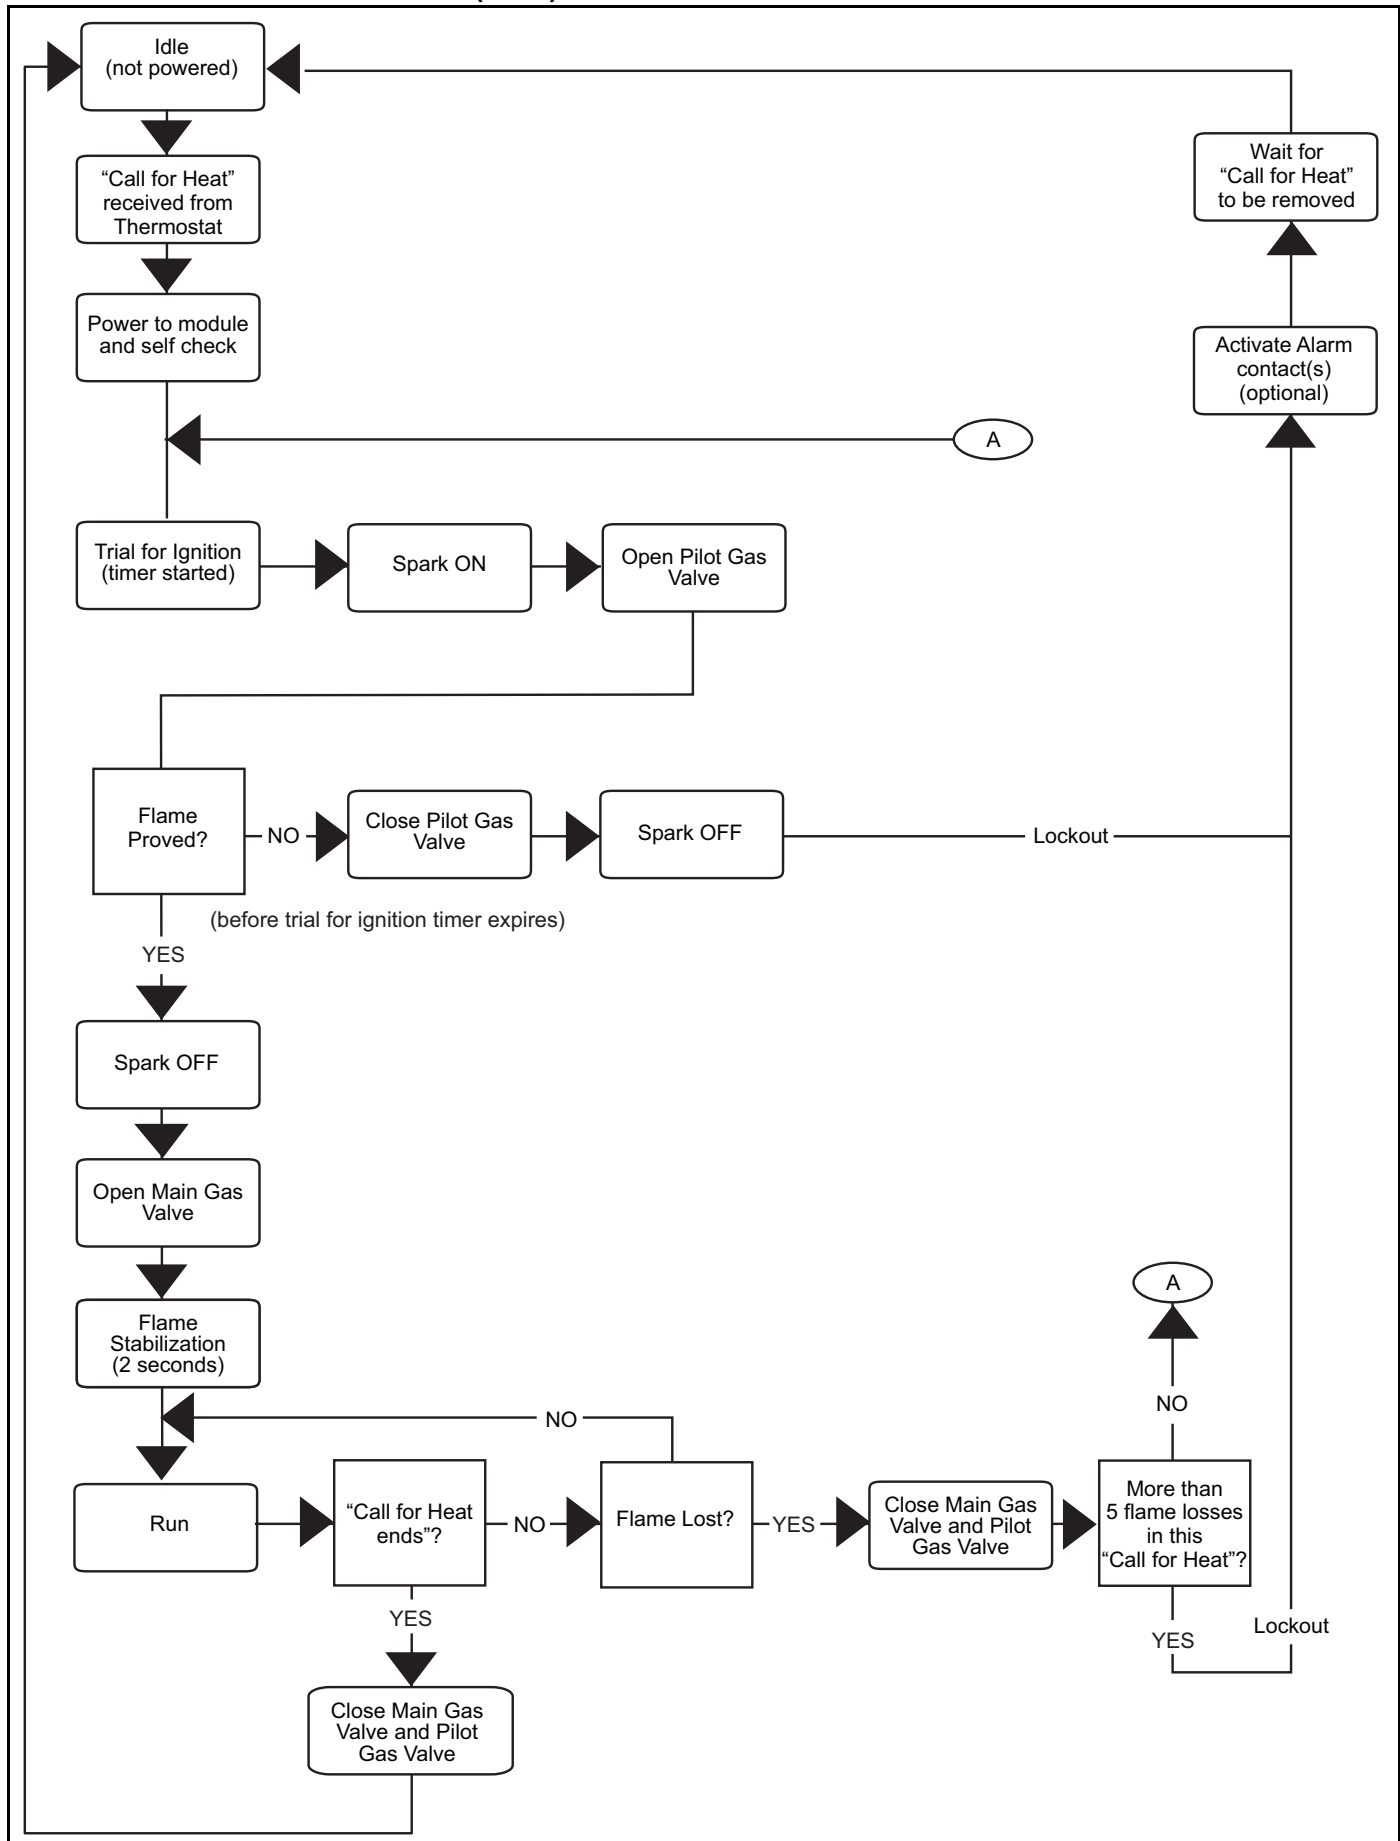 Idle
(not powered)
“Call for Heat”
received from
Thermostat
Wait for
“Call for Heat”
to be removed
Power to module
and self check
Activate Alarm
contact(s)
(optional)
A
Trial for Ignition
(timer started)
Spark ON
Open Pilot Gas
Valve
Flame
Proved?
NO
Close Pilot Gas
Valve
Spark OFF
Lockout
(before trial for ignition timer expires)
YES
Spark OFF
Open Main Gas
Valve
Flame
Stabilization
(2 seconds)
A
NO
NO
Run
“Call for Heat
ends”?
NO
Flame Lost?
YES
Close Main Gas
Valve and Pilot
Gas Valve
More than
5 flame losses
in this
“Call for Heat”?
YES
YES
Lockout
Close Main Gas
Valve and Pilot
Gas Valve